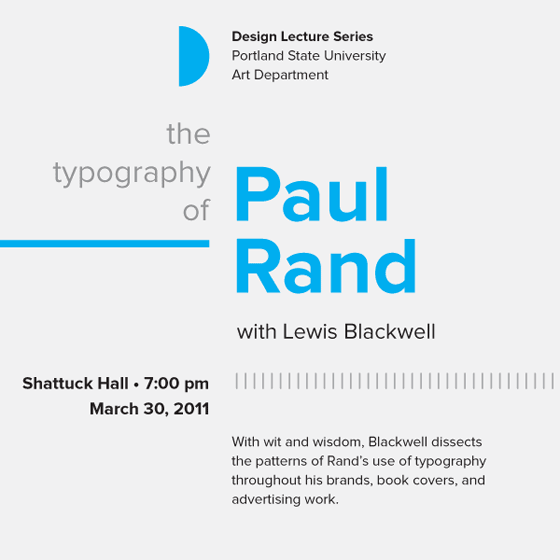 Design Lecture Series
Portland State University
Art Department
the
typography
of
Paul
Rand
with Lewis Blackwell
Shattuck Hall • 7:00 pm
March 30, 2011
With wit and wisdom, Blackwell dissects
the patterns of Rand’s use of typography
throughout his brands, book covers, and
advertising work.